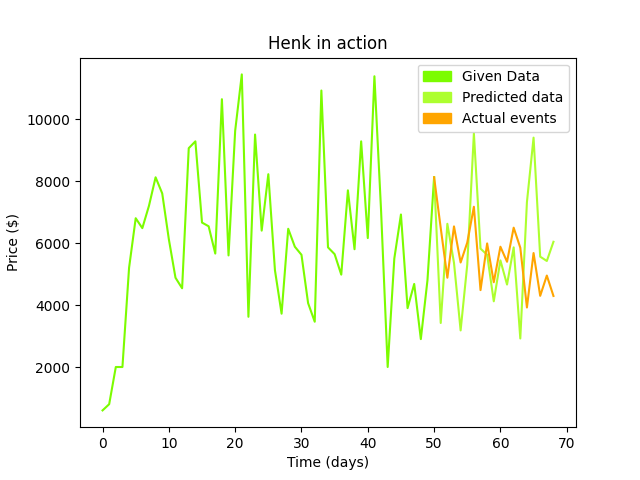 Henk in action
Given Data
Predicted data
Actual events
Price ($)
10000
8000
6000
4000
2000
0 10 20 30 40 50 60 70
Time (days)